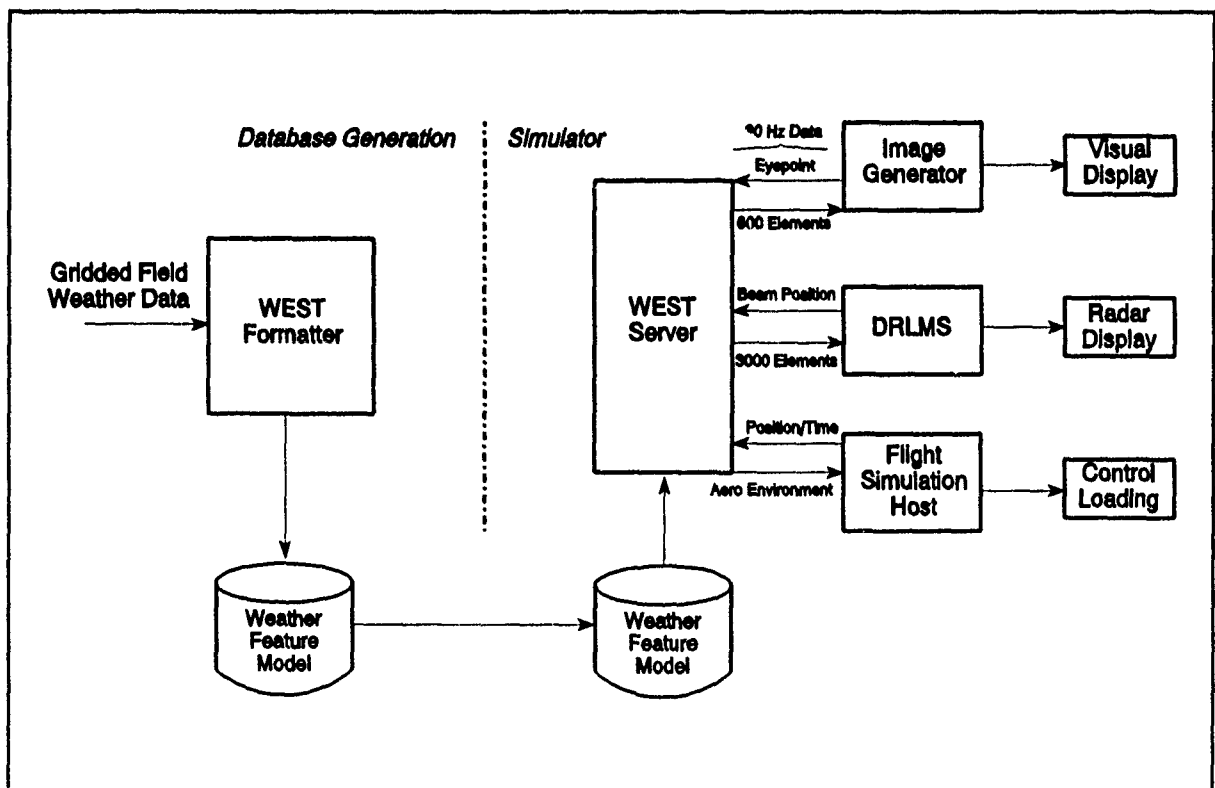 Database Generation
Simulator
Hz Data
Eyepoint
Image
Generator
Visual
Display
600 Elements
Gridded Field
Weather Data
WEST
Formatter
WEST
Server
Beam Position
DRLMS
Radar
Display
3000 Elements
Position/Time
Flight
Simulation
Host
Control
Loading
Aero Environment
Weather
Feature
Model
Weather
Feature
Model